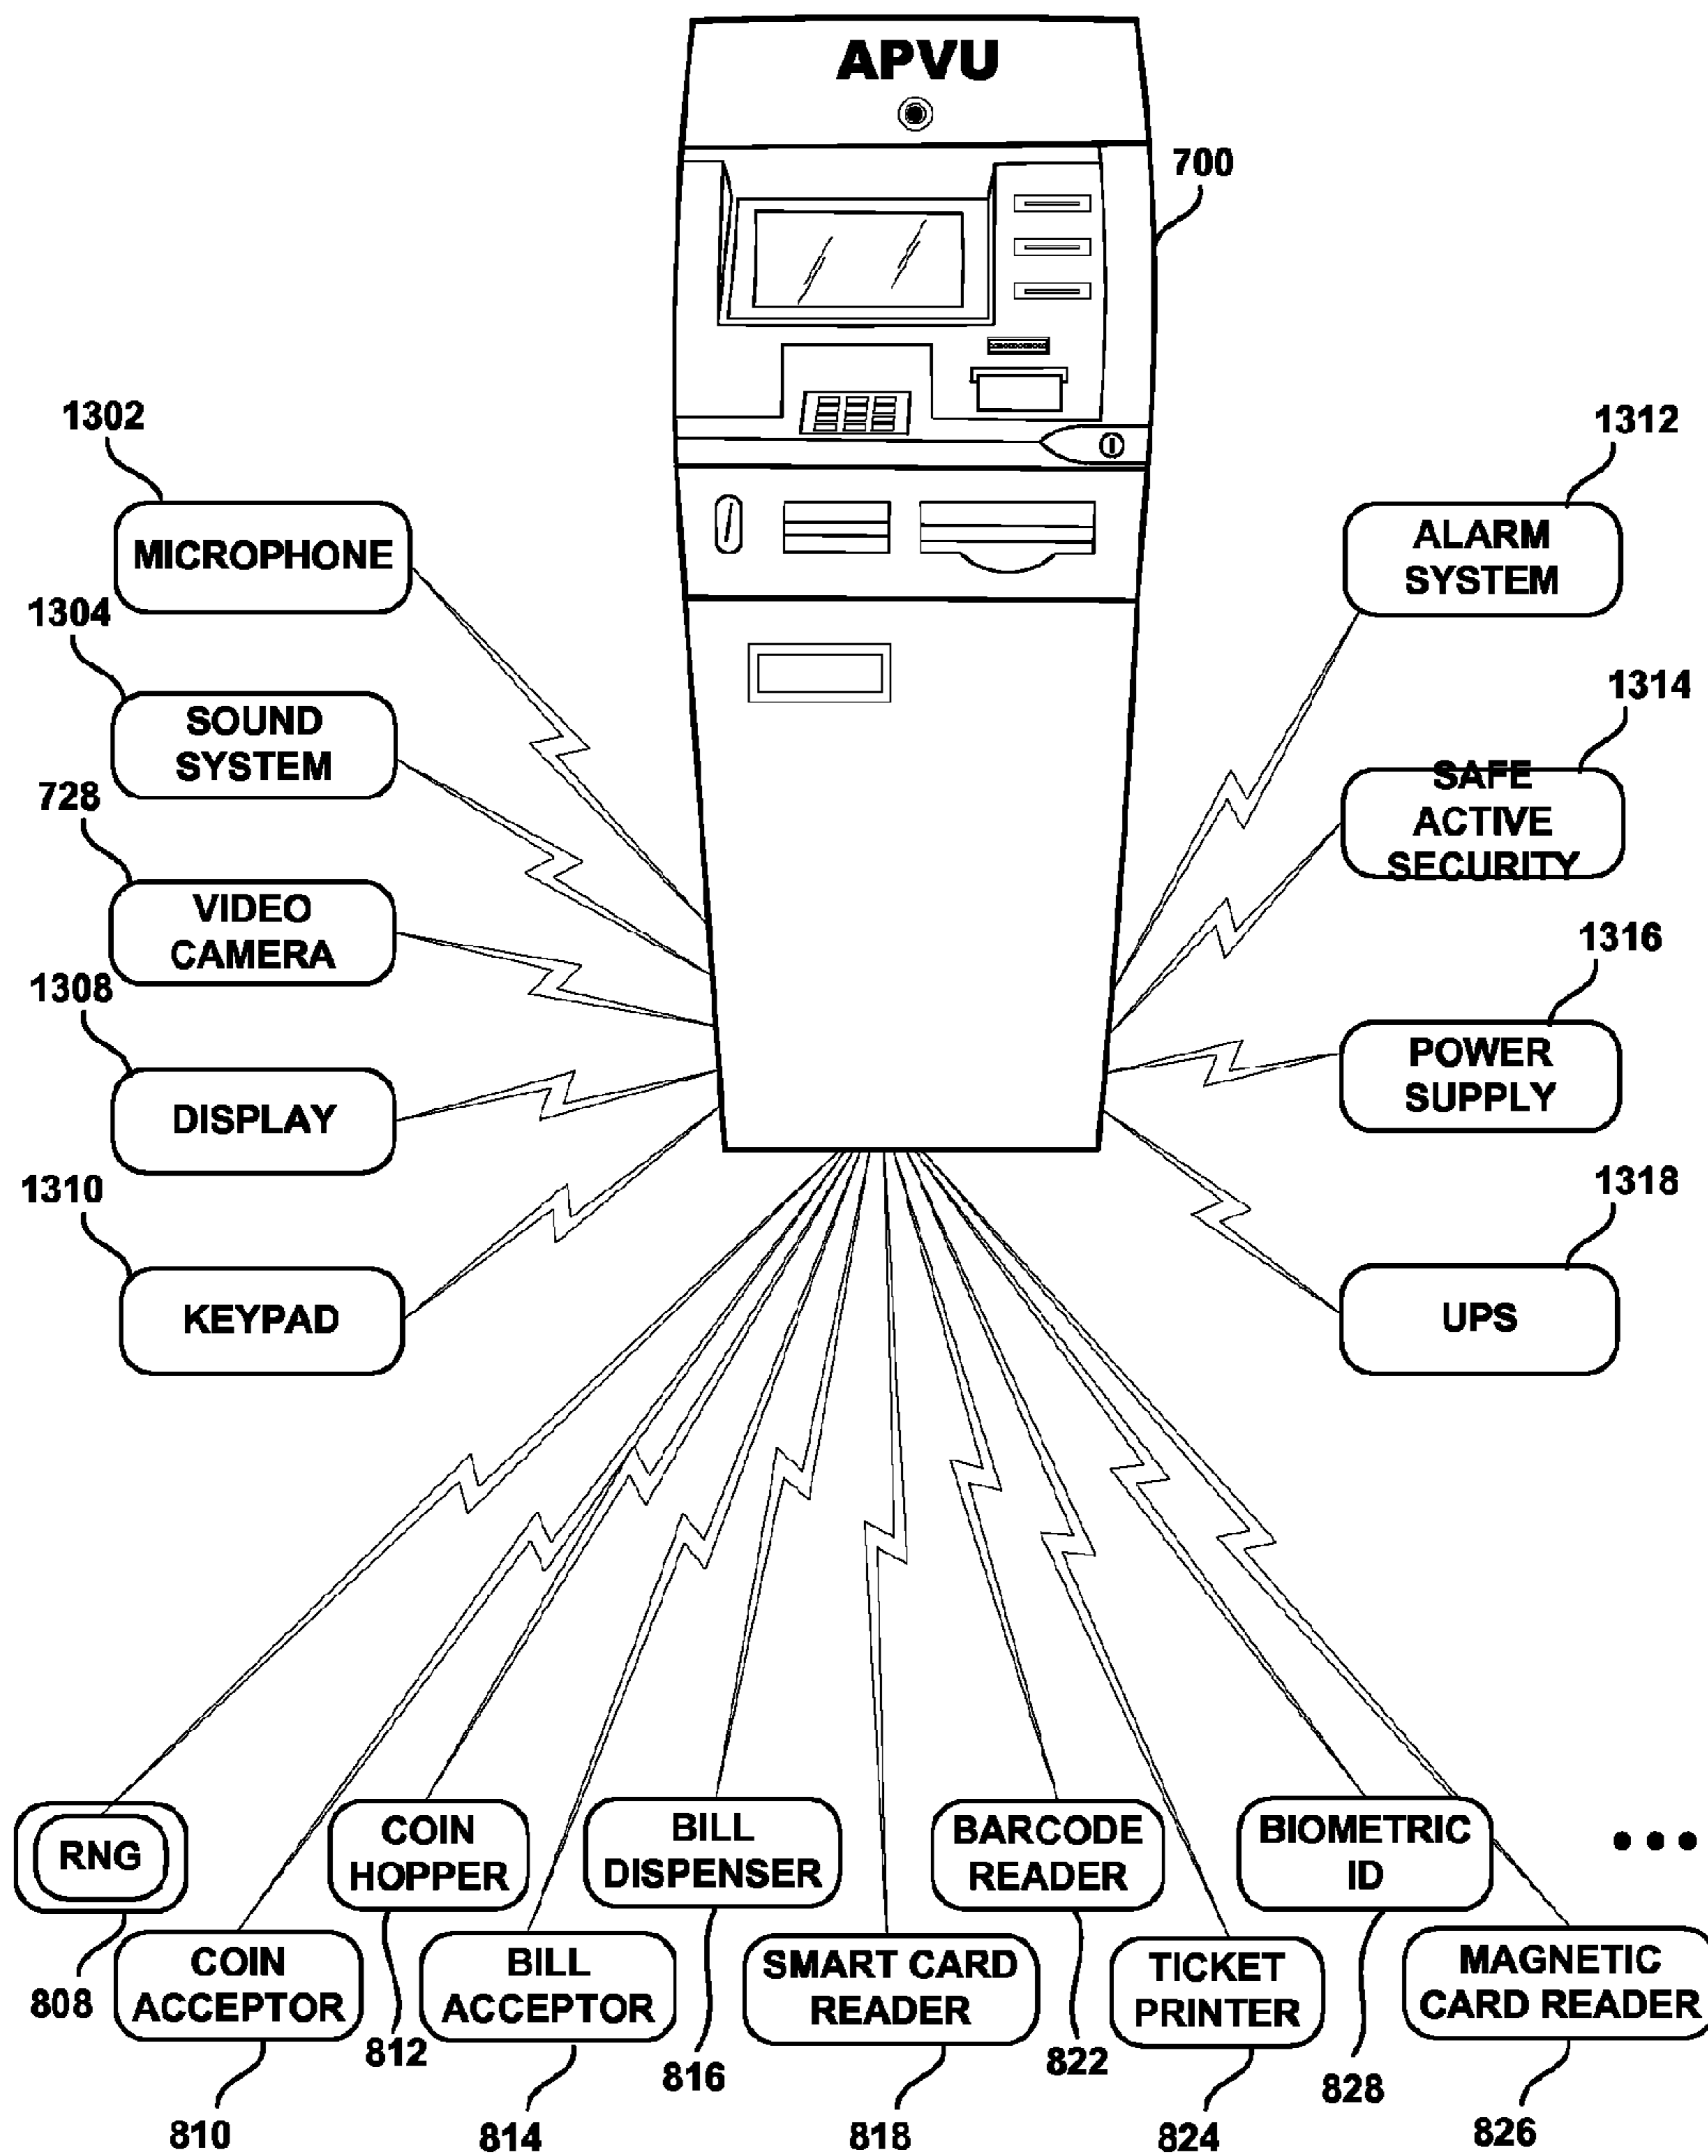 APVU
700
1302
MICROPHONE
1304
SOUND
SYSTEM
728
VIDEO
CAMERA
1308
DISPLAY
1310
KEYPAD
1312
ALARM
SYSTEM
1314
SAFE
ACTIVE
SECURITY
1316
POWER
SUPPLY
1318
UPS
RNG
808
COIN
ACCEPTOR
810
COIN
HOPPER
812
BILL
ACCEPTOR
814
BILL
DISPENSER
816
SMART CARD
READER
818
BARCODE
READER
822
TICKET
PRINTER
824
BIOMETRIC
ID
828
MAGNETIC
CARD READER
826
•••